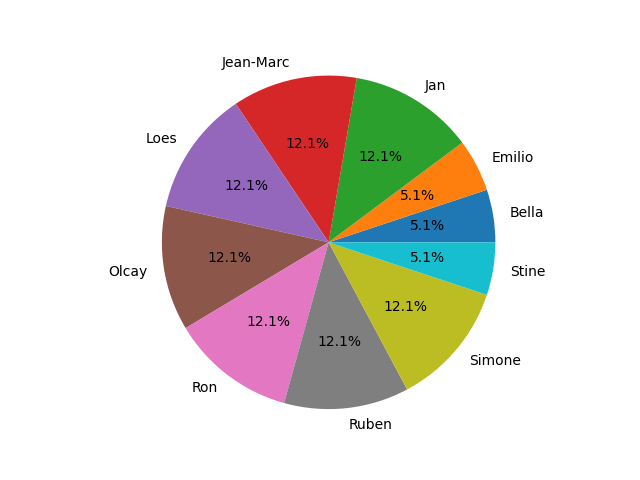 Jean-Marc
Jan
Loes
Emilio
Bella
Olcay
Stine
Ron
Simone
Ruben
12.1%
12.1%
12.1%
5.1%
5.1%
12.1%
5.1%
12.1%
12.1%
12.1%